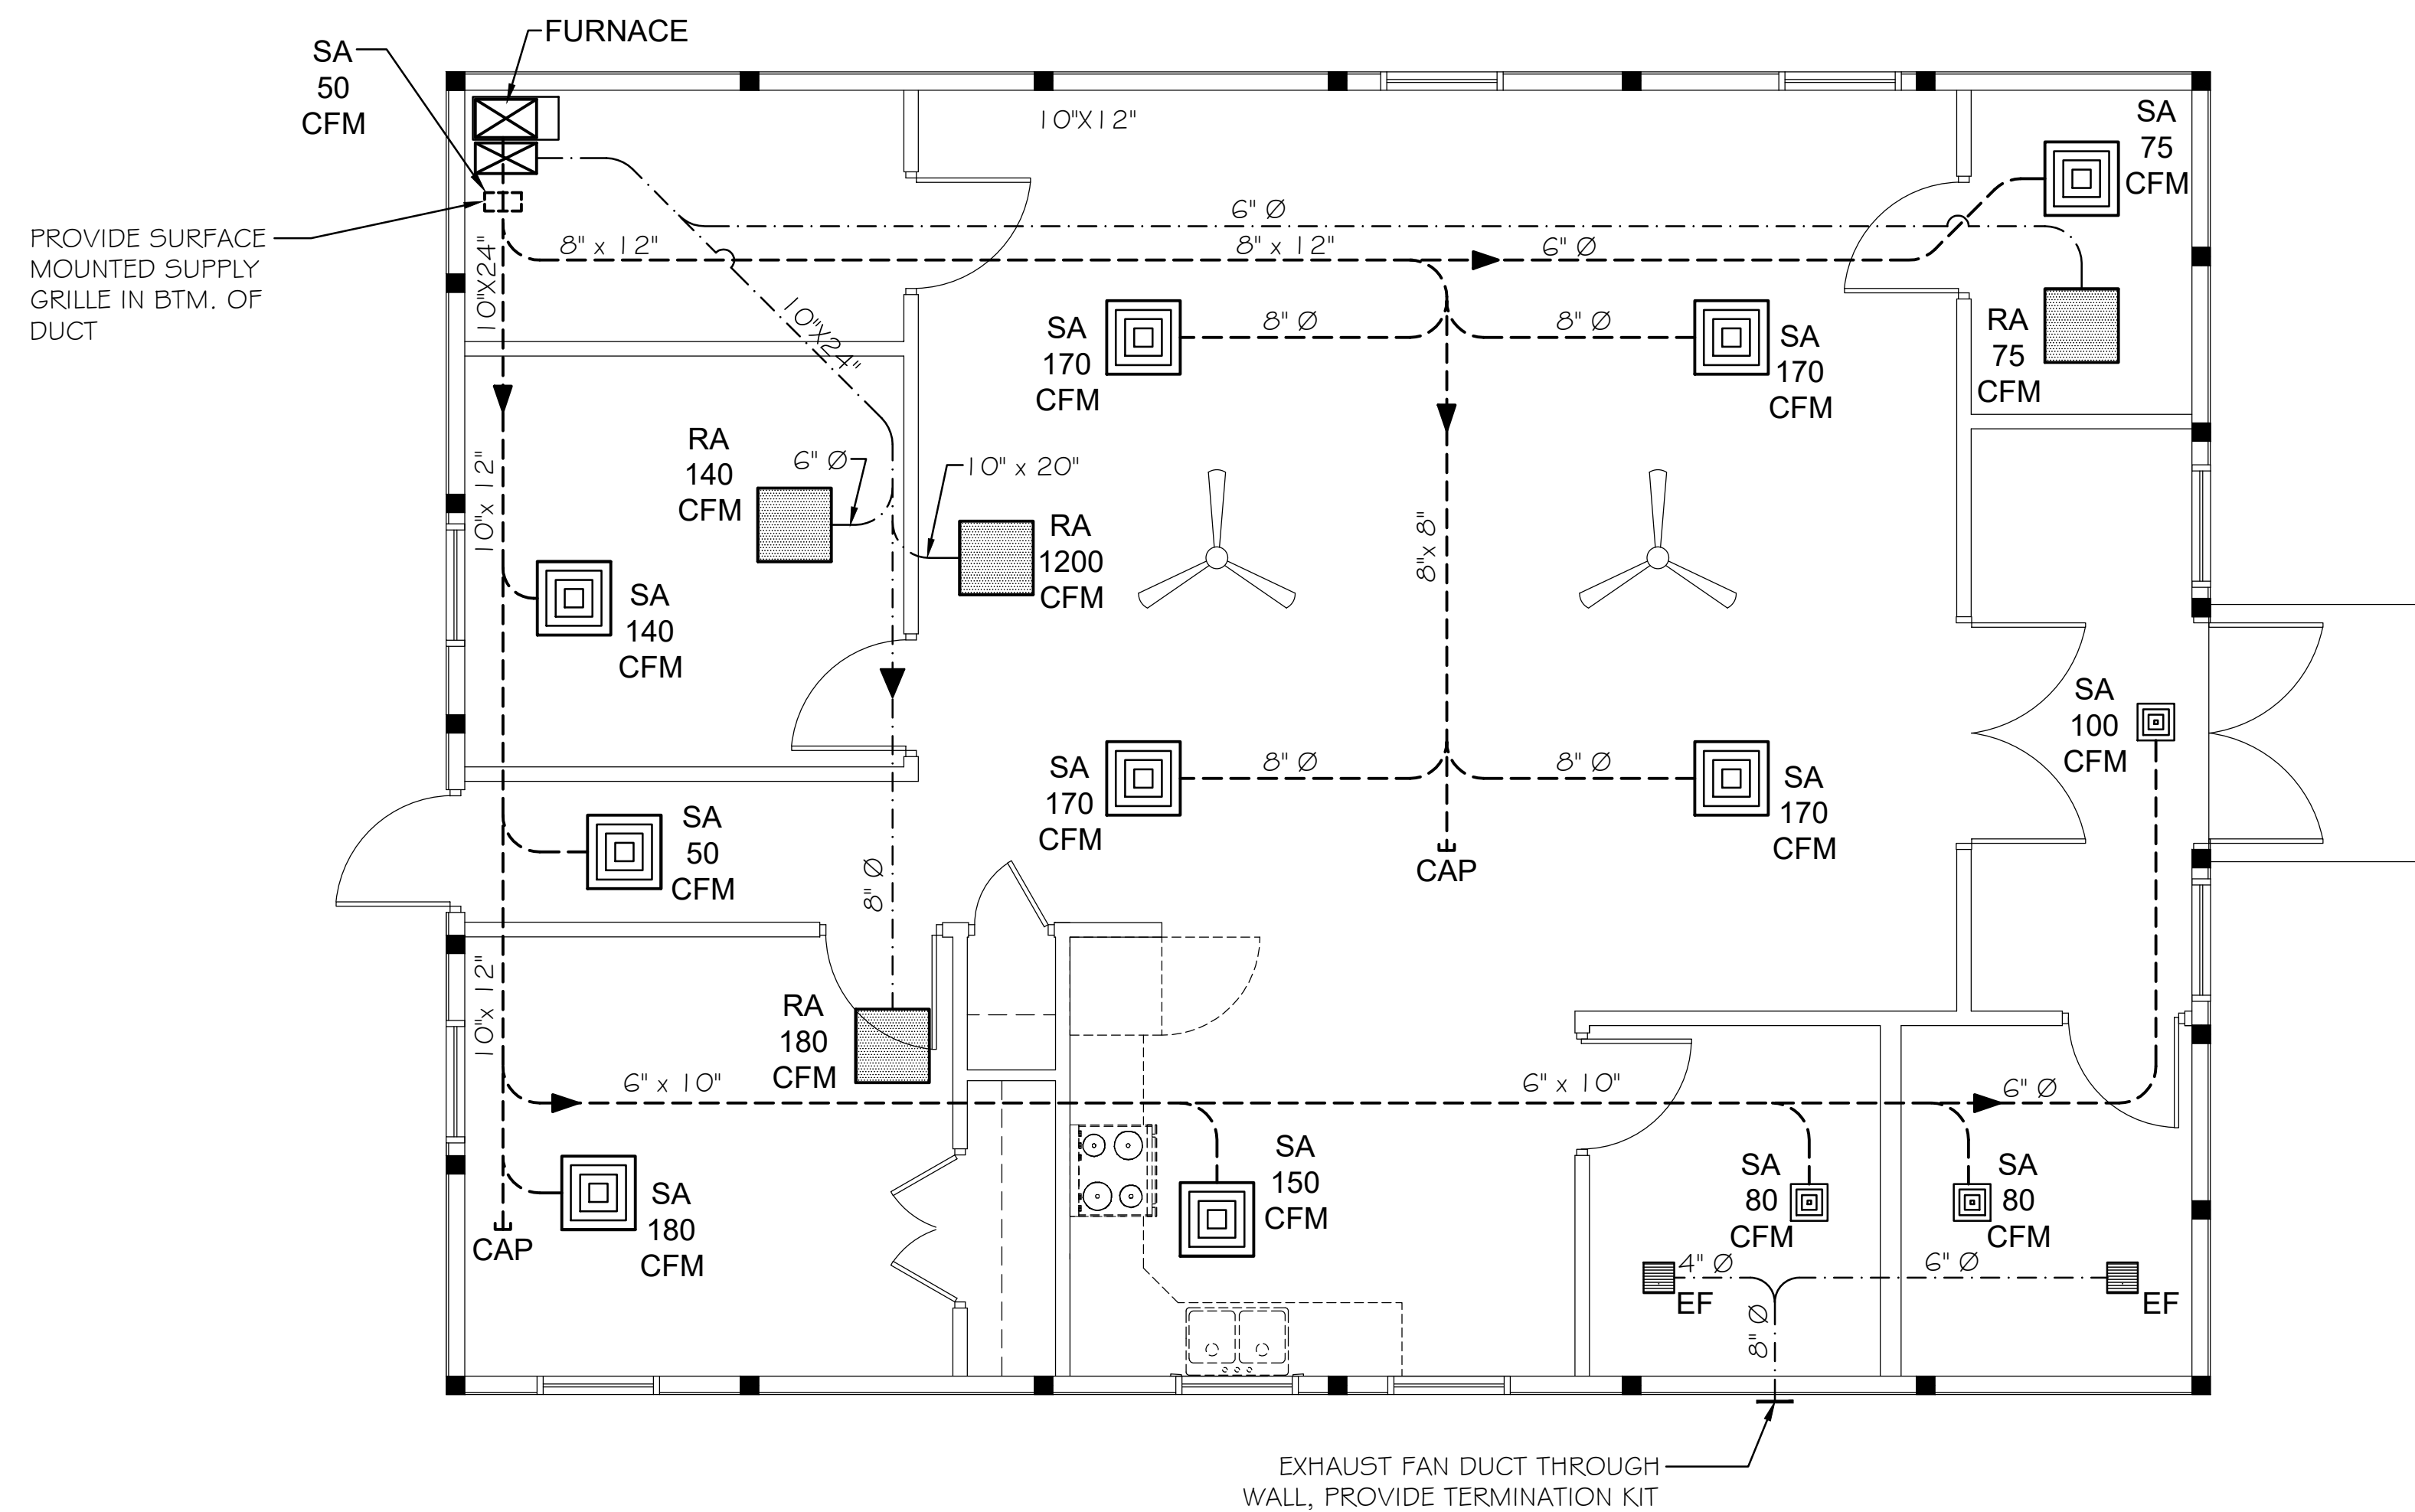 FURNACE
SA
50
CFM
10"X12"
SA
75
CFM
PROVIDE SURFACE
MOUNTED SUPPLY
GRILLE IN BTM. OF
DUCT
10"X24"
8" x 12"
6" Ø
8" x 12"
6" Ø
10"X24"
SA
170
CFM
8" Ø
8" Ø
SA
170
CFM
RA
75
CFM
RA
140
CFM
6" Ø
10" x 20"
RA
1200
CFM
10"x 12"
8"x 8"
SA
140
CFM
SA
100
CFM
SA
170
CFM
8" Ø
8" Ø
SA
170
CFM
SA
50
CFM
8" Ø
CAP
10"x 12"
RA
180
CFM
6" x 10"
6" x 10"
6" Ø
SA
180
CFM
CAP
SA
150
CFM
SA
80
CFM
SA
80
CFM
4" Ø
6" Ø
EF
EF
8" Ø
EXHAUST FAN DUCT THROUGH
WALL, PROVIDE TERMINATION KIT